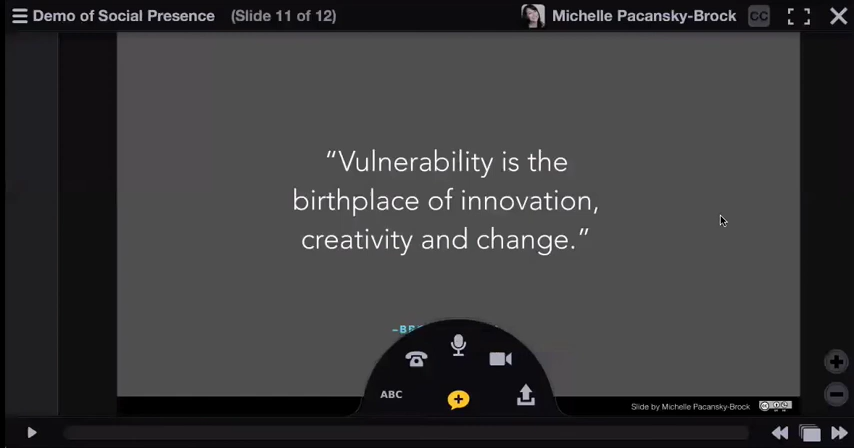 Demo of Social Presence (Slide 11 of 12)
Michelle Pacansky-Brock CC
“Vulnerability is the
birthplace of innovation,
creativity and change.”
ABC
Slide by Michelle Pacansky-Brock